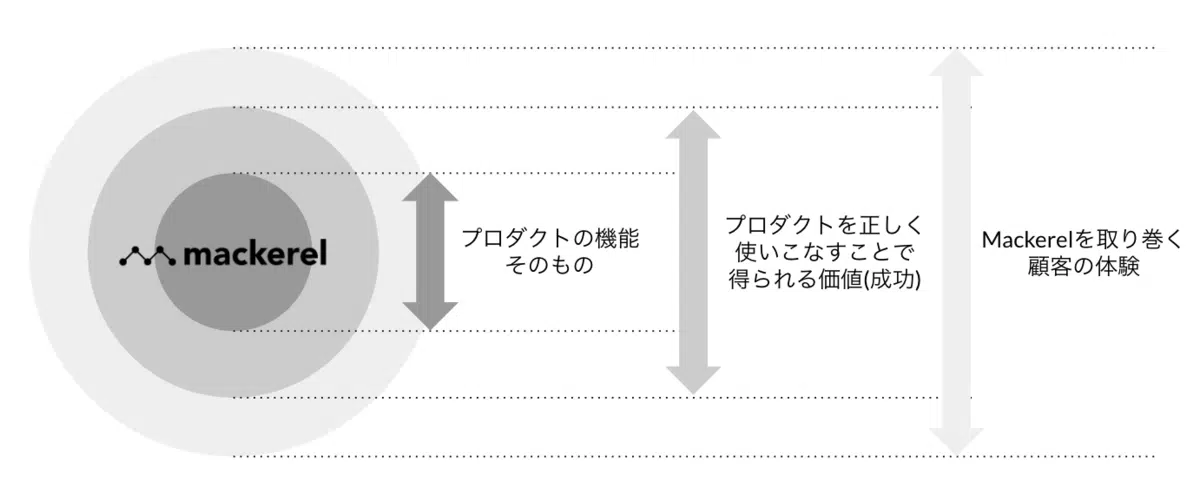 mackerel
プロダクトの機能
そのもの
プロダクトを正しく
使いこなすことで
得られる価値(成功)
Mackerelを取り巻く
顧客の体験